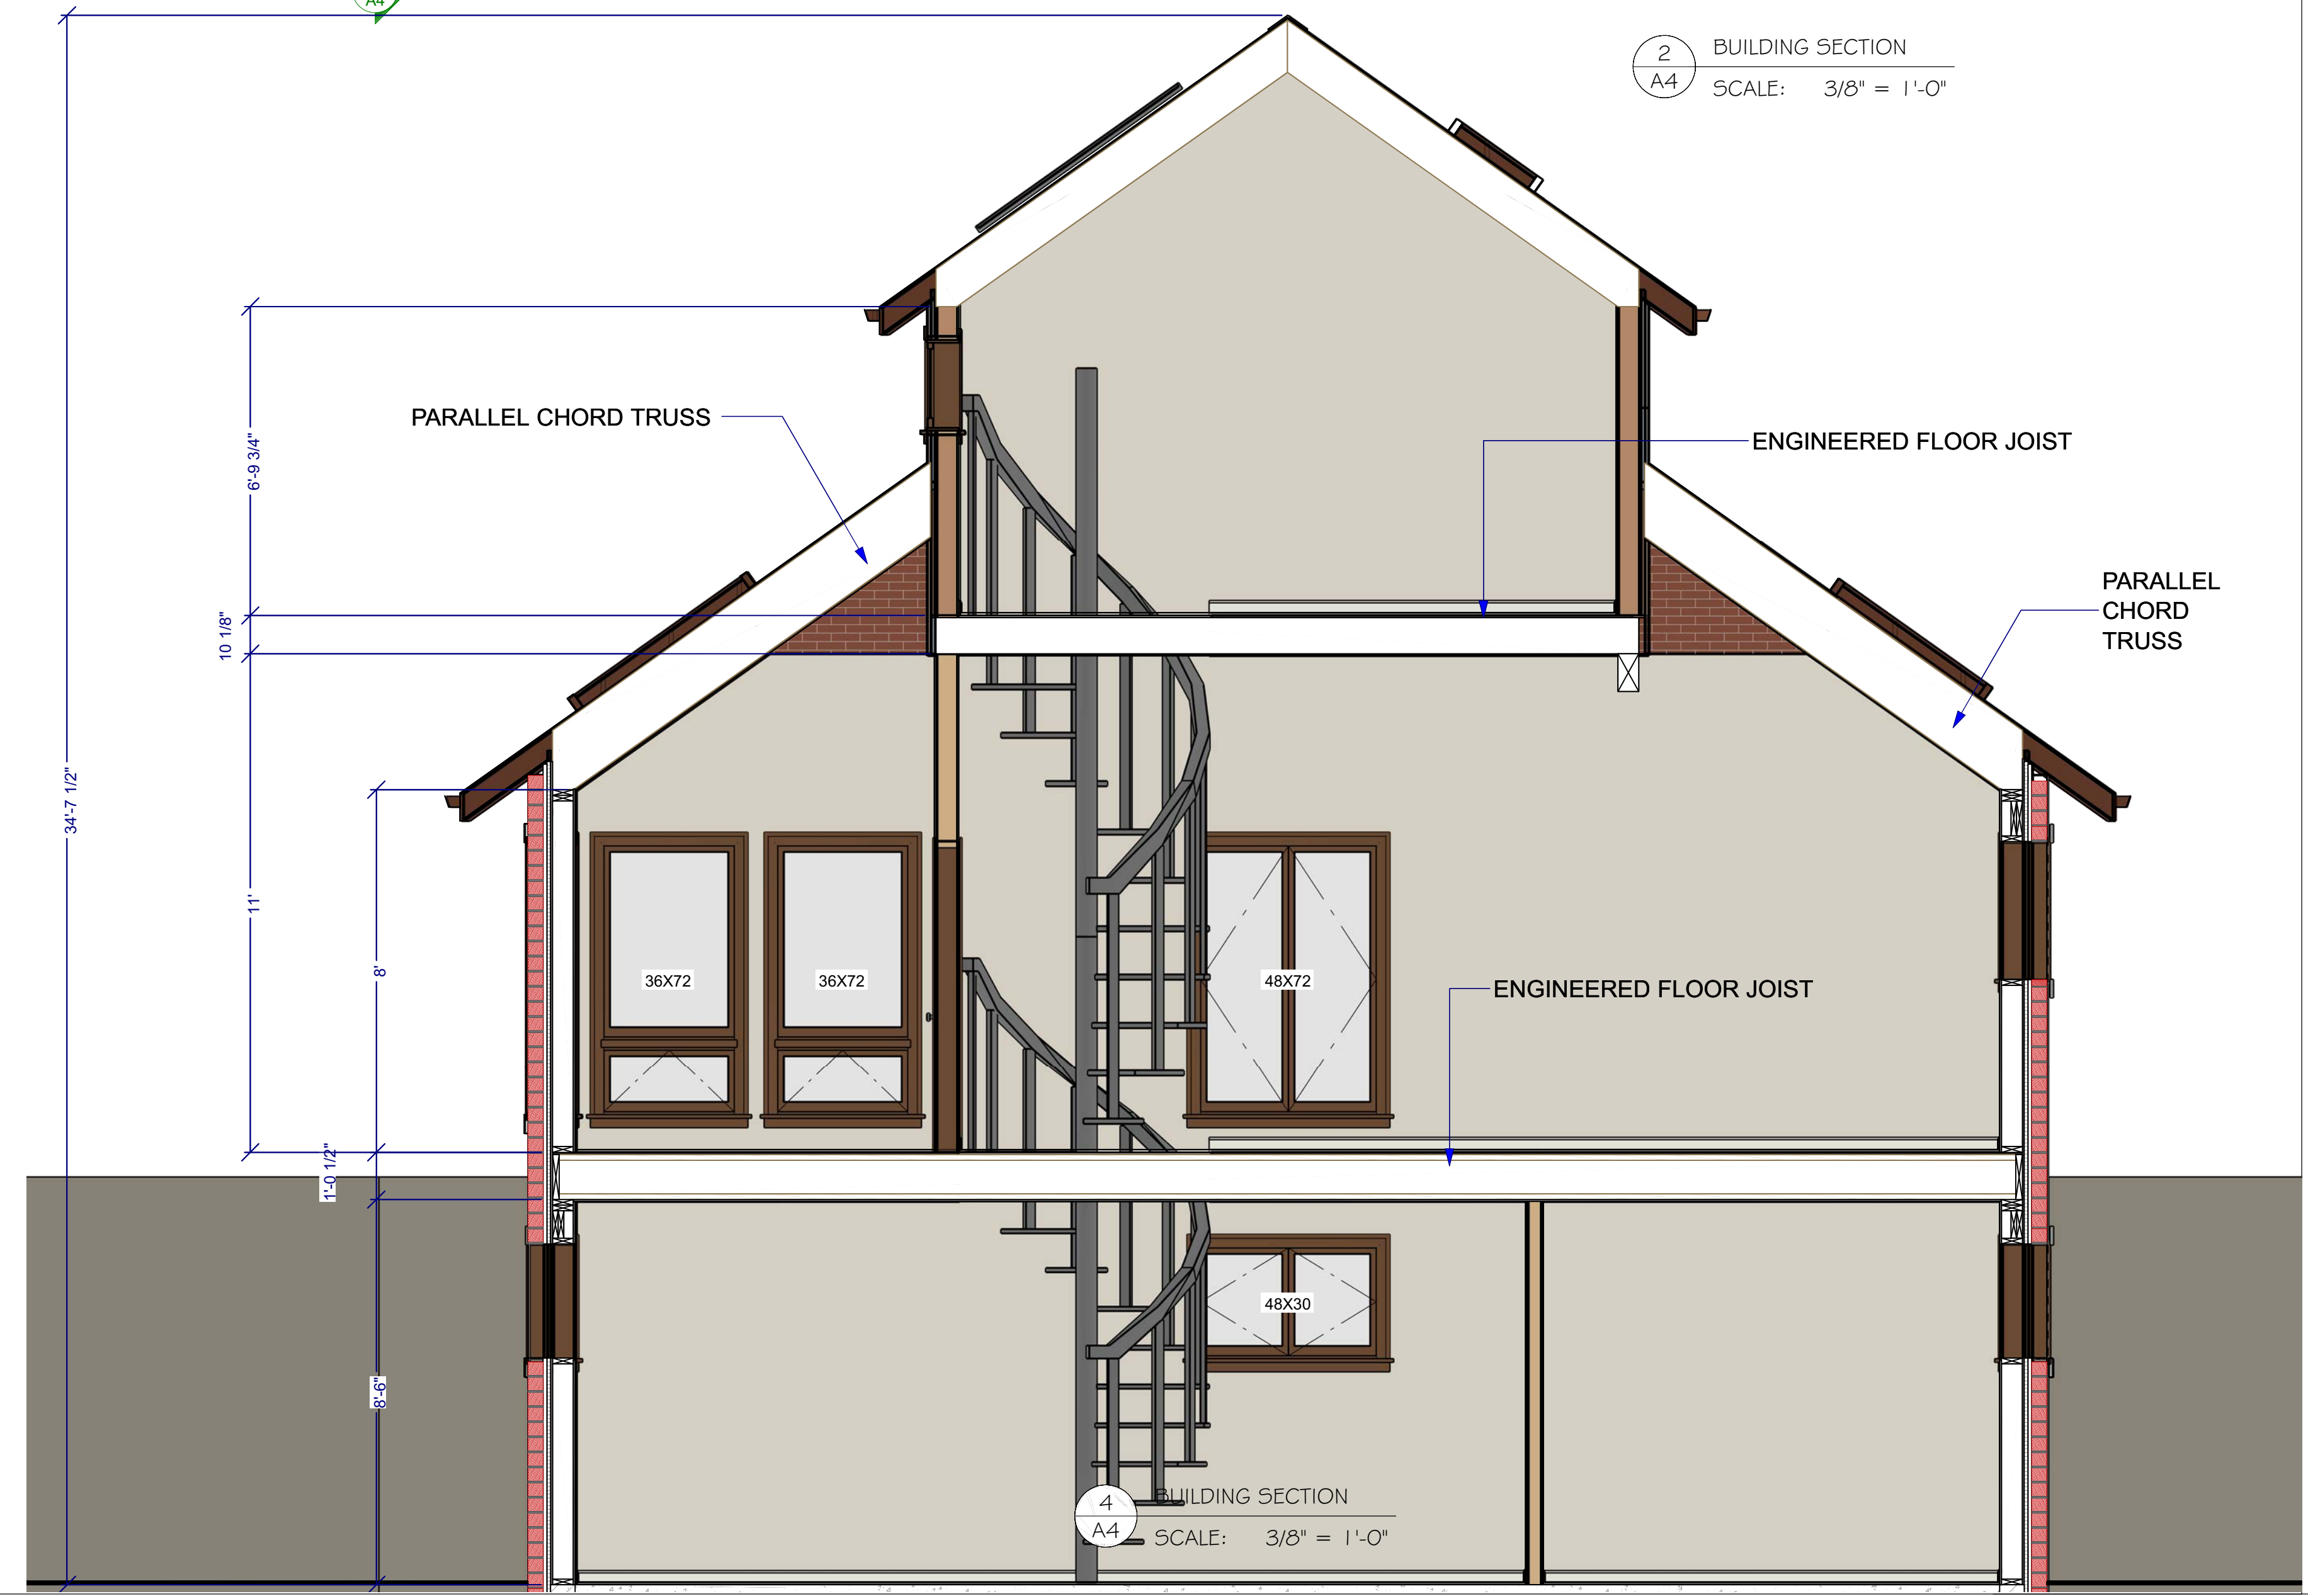 A4
2
A4
BUILDING SECTION
SCALE: 3/8" = 1'-0"
PARALLEL CHORD TRUSS
ENGINEERED FLOOR JOIST
6'-9 3/4"
PARALLEL
CHORD
TRUSS
10 1/8"
34'-7 1/2"
11'
8'
36X72
36X72
48X72
ENGINEERED FLOOR JOIST
1'-0 1/2"
48X30
8'-6"
4
A4
BUILDING SECTION
SCALE: 3/8" = 1'-0"